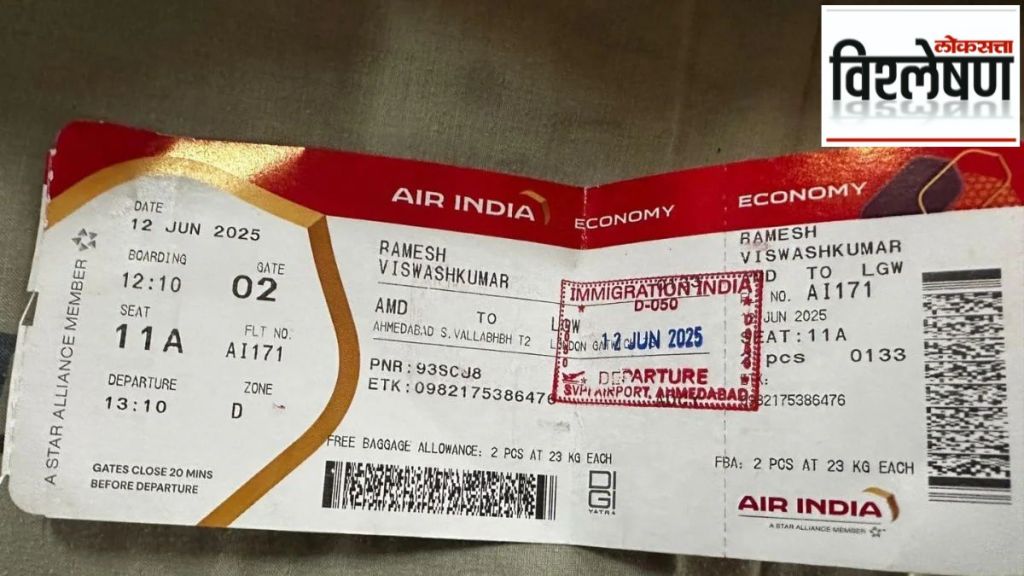 लोकसत्ता
विश्लेषण
AIR INDIA
ECONOMY
ECONOMY
A STAR ALLIANCE MEMBER
DATE
12 JUN 2025
BOARDING
12:10
GATE
02
SEAT
11A
FLT NO.
AI171
DEPARTURE
13:10
ZONE
D
GATES CLOSE 20 MINS
BEFORE DEPARTURE
RAMESH
VISWASHKUMAR
AMD TO LGW
AHMEDABAD S.VALLABHBH T2
PNR:93SCJ8
ETK:0982175386476
FREE BAGGAGE ALLOWANCE: 2 PCS AT 23 KG EACH
DIGI
YATRA
IMMIGRATION INDIA
D-050
12 JUN 2025
DEPARTURE
SVPI AIRPORT, AHMEDABAD
RAMESH
VISWASHKUMAR
TO LGW
NO. AI171
JUN 2025
SEAT:11A
pcs 0133
82175386476
FBA: 2 PCS AT 23 KG EACH
AIR INDIA
A STAR ALLIANCE MEMBER